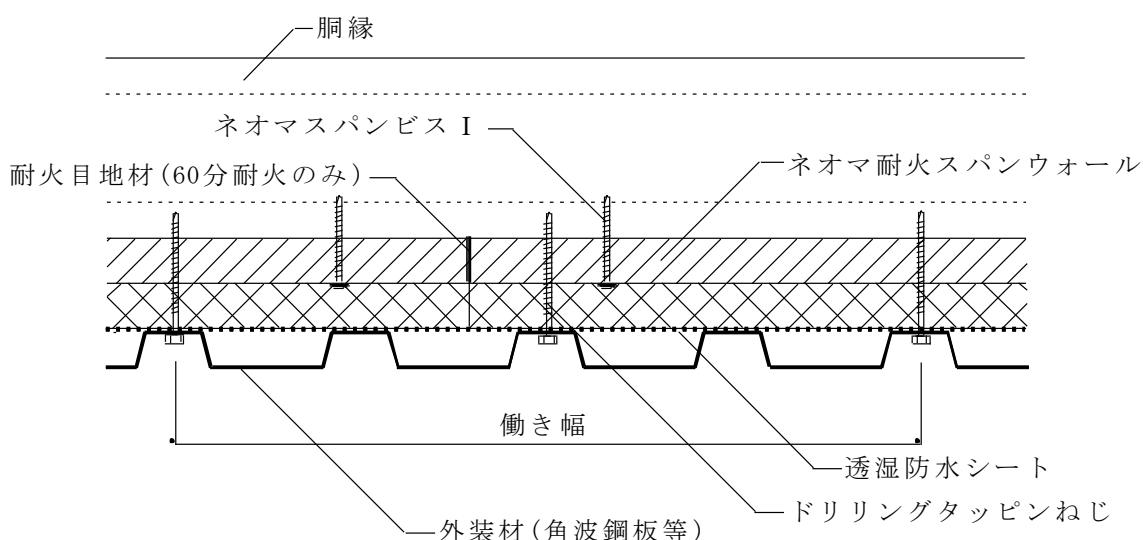 胴縁
ネオマスパンビスⅠ
ネオマ耐火スパンウォール
耐火目地材(60分耐火のみ)
働き幅
透湿防水シート
ドリリングタッピンねじ
外装材(角波鋼板等)